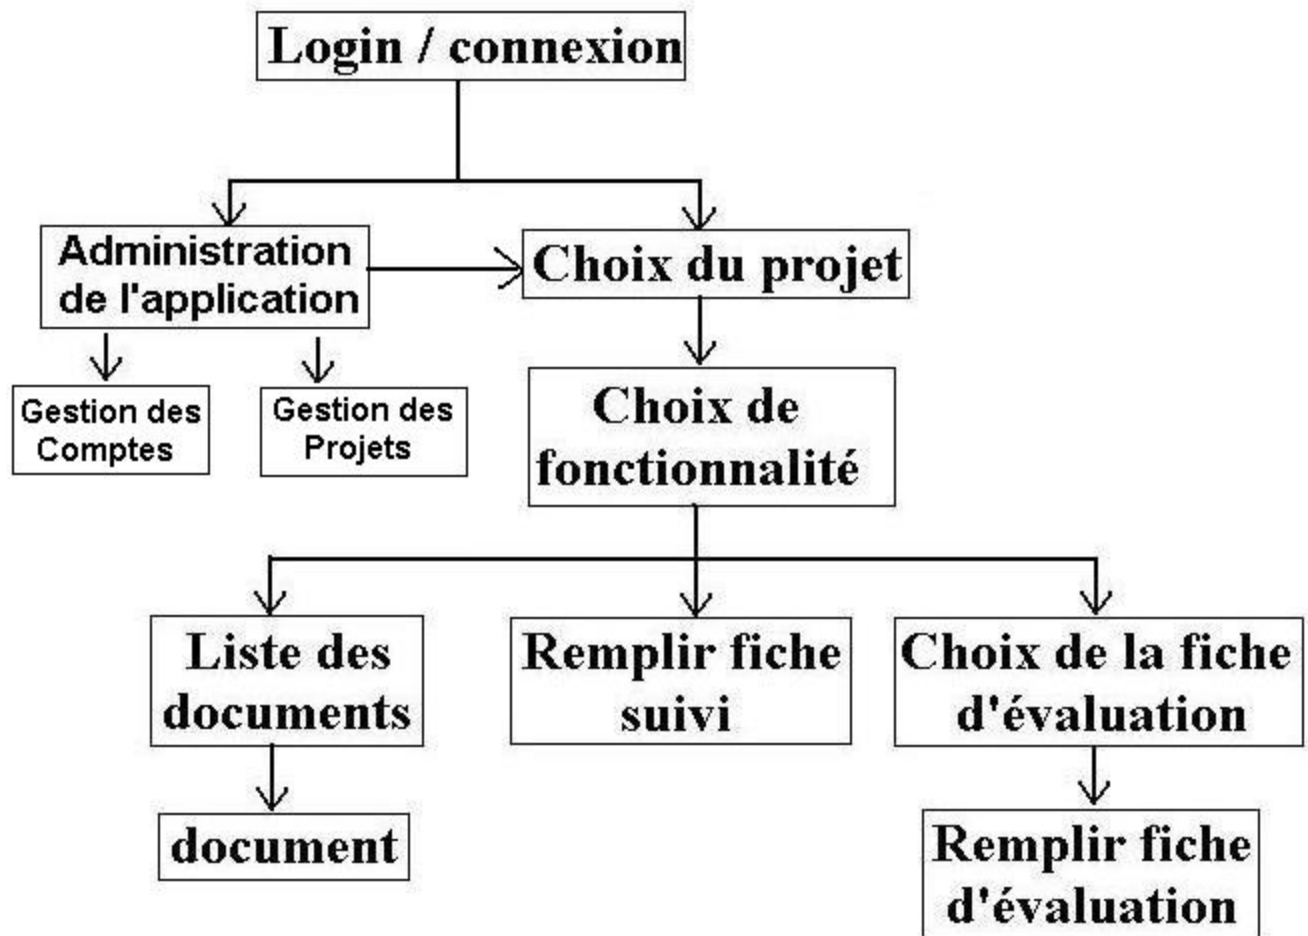 Login / connexion
Administration
de l'application
Choix du projet
Gestion des
Comptes
Gestion des
Projets
Choix de
fonctionnalité
Liste des
documents
Remplir fiche
suivi
Choix de la fiche
d'évaluation
document
Remplir fiche
d'évaluation